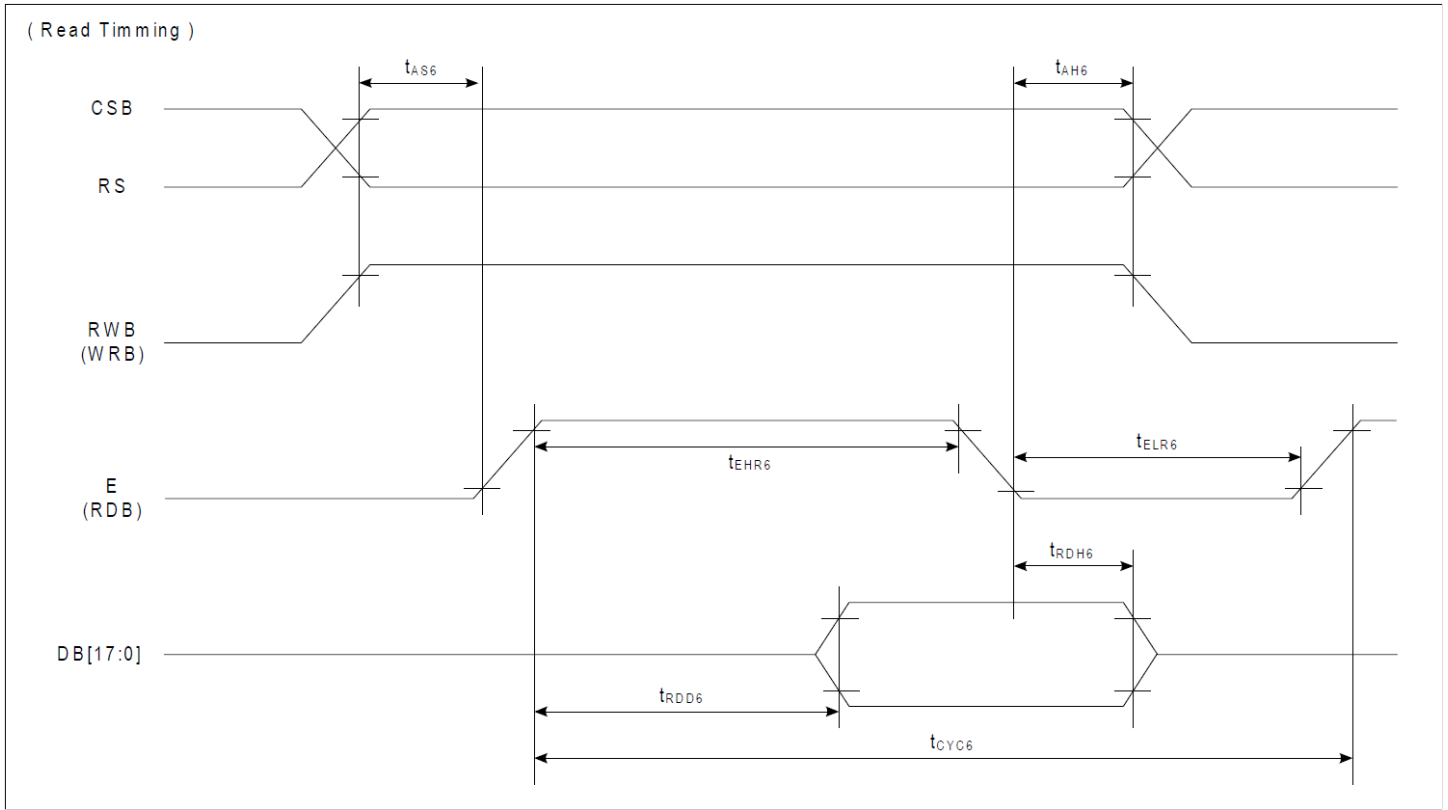 ( Read Timming )
tAS6
tAH6
CSB
RS
RWB
(WRB)
tEHR6
tELR6
E
(RDB)
tRDH6
DB[17:0]
tRDD6
tCYC6